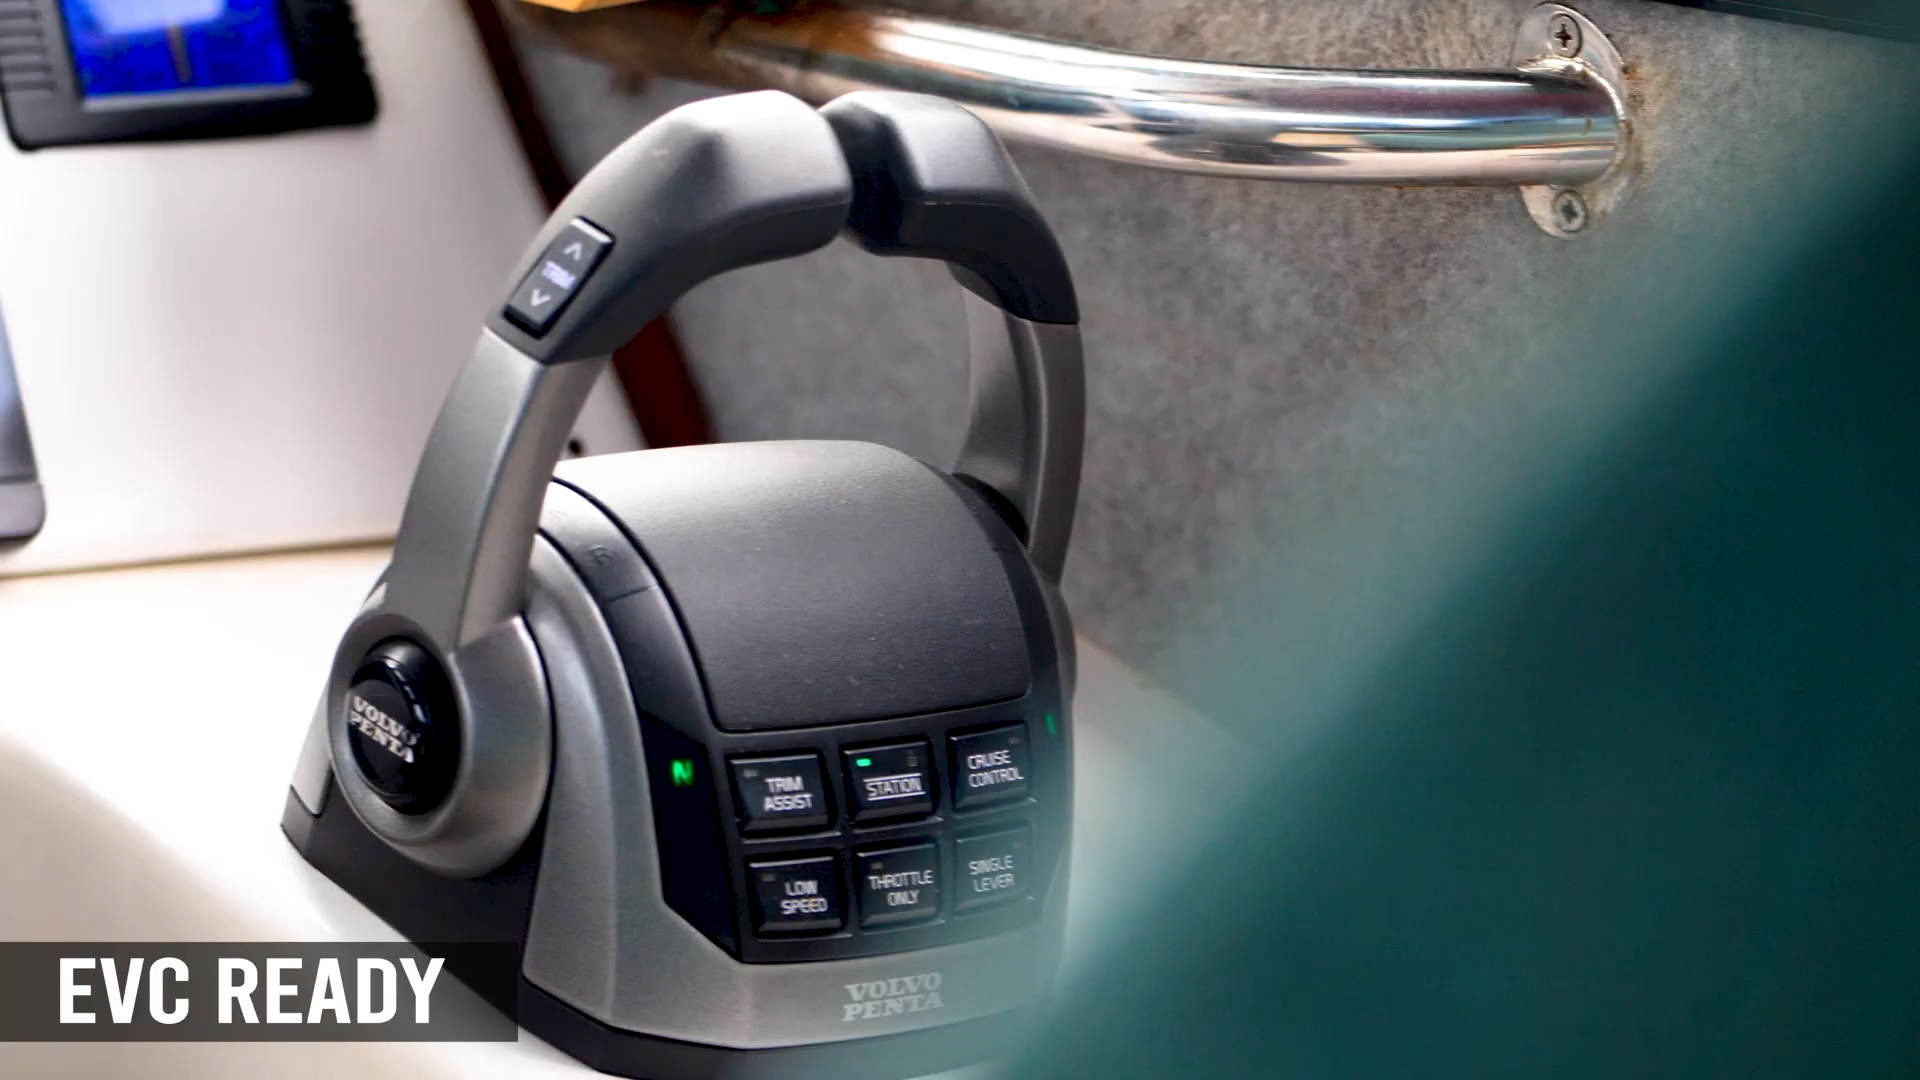 TRIM
R
VOLVO
PENTA
N
TRIM
ASSIST
STATION
CRUISE
CONTROL
LOW
SPEED
THROTTLE
ONLY
SINGLE
LEVER
VOLVO
PENTA
EVC READY